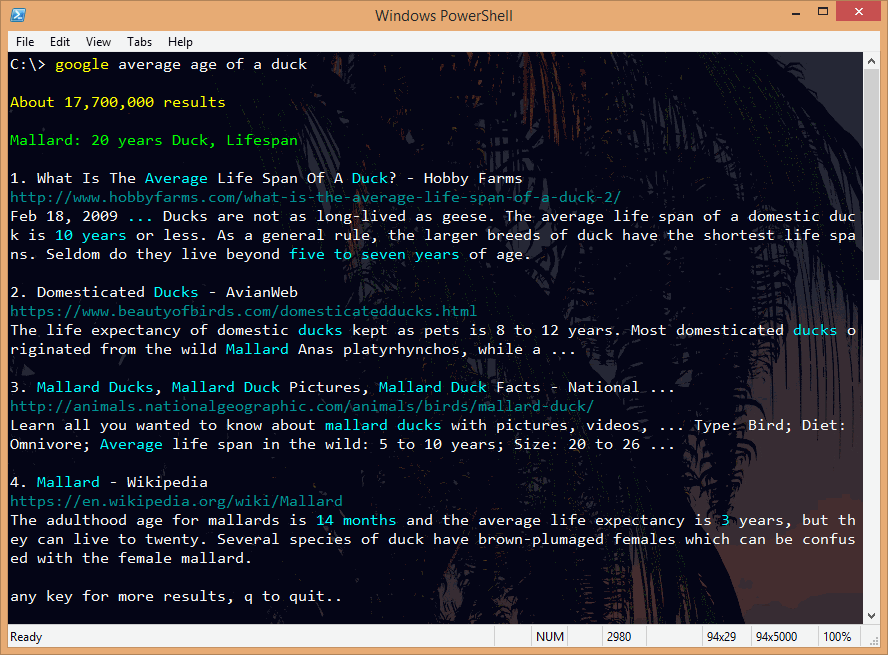 Windows PowerShell
File Edit View Tabs Help
C:\> google average age of a duck
About 17,700,000 results
Mallard: 20 years Duck, Lifespan
1. What Is The Average Life Span Of A Duck? - Hobby Farms
http://www.hobbyfarms.com/what-is-the-average-life-span-of-a-duck-2/
Feb 18, 2009 ... Ducks are not as long-lived as geese. The average life span of a domestic duc
k is 10 years or less. As a general rule, the larger breeds of duck have the shortest life spa
ns. Seldom do they live beyond five to seven years of age.
2. Domesticated Ducks - AvianWeb
https://www.beautyofbirds.com/domesticatedducks.html
The life expectancy of domestic ducks kept as pets is 8 to 12 years. Most domesticated ducks o
riginated from the wild Mallard Anas platyrhynchos, while a ...
3. Mallard Ducks, Mallard Duck Pictures, Mallard Duck Facts - National ...
http://animals.nationalgeographic.com/animals/birds/mallard-duck/
Learn all you wanted to know about mallard ducks with pictures, videos, ... Type: Bird; Diet:
Omnivore; Average life span in the wild: 5 to 10 years; Size: 20 to 26 ...
4. Mallard - Wikipedia
https://en.wikipedia.org/wiki/Mallard
The adulthood age for mallards is 14 months and the average life expectancy is 3 years, but th
ey can live to twenty. Several species of duck have brown-plumaged females which can be confus
ed with the female mallard.
any key for more results, q to quit..
Ready NUM 2980 94x29 94x5000 100%